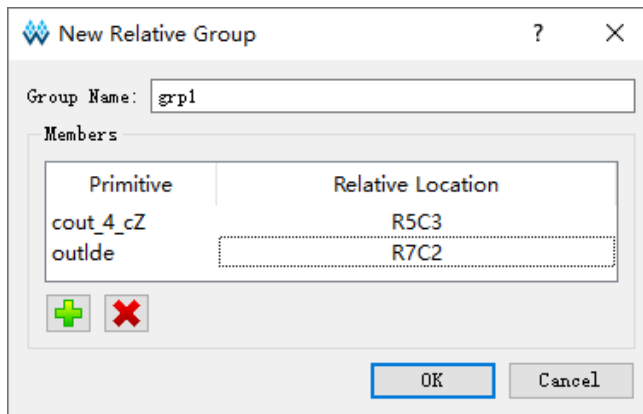 New Relative Group ?
Group Name: grp1
Members
Primitive Relative Location
cout_4_cZ R5C3
outlde R7C2
OK Cancel